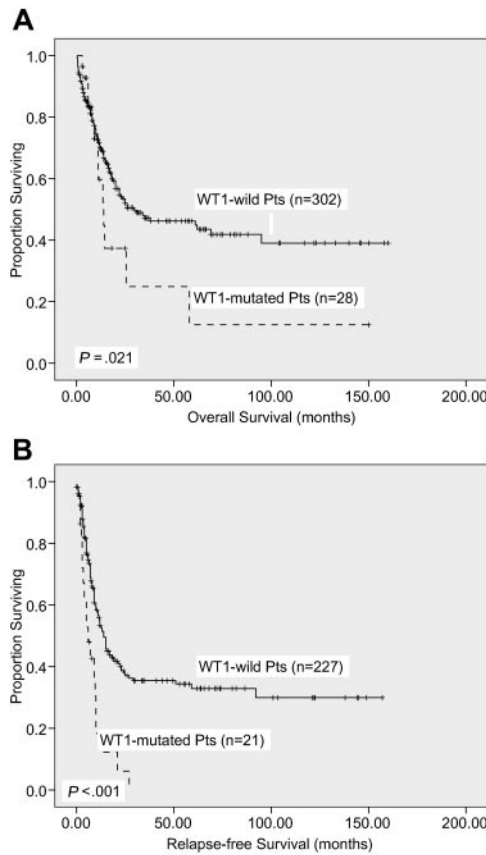 A
1.0
0.8
0.6
0.4
0.2
0.0
Proportion Surviving
WT1-wild Pts (n=302)
WT1-mutated Pts (n=28)
P = .021
0.00 50.00 100.00 150.00 200.00
Overall Survival (months)
B
1.0
0.8
0.6
0.4
0.2
0.0
Proportion Surviving
WT1-wild Pts (n=227)
WT1-mutated Pts (n=21)
P <.001
0.00 50.00 100.00 150.00 200.00
Relapse-free Survival (months)